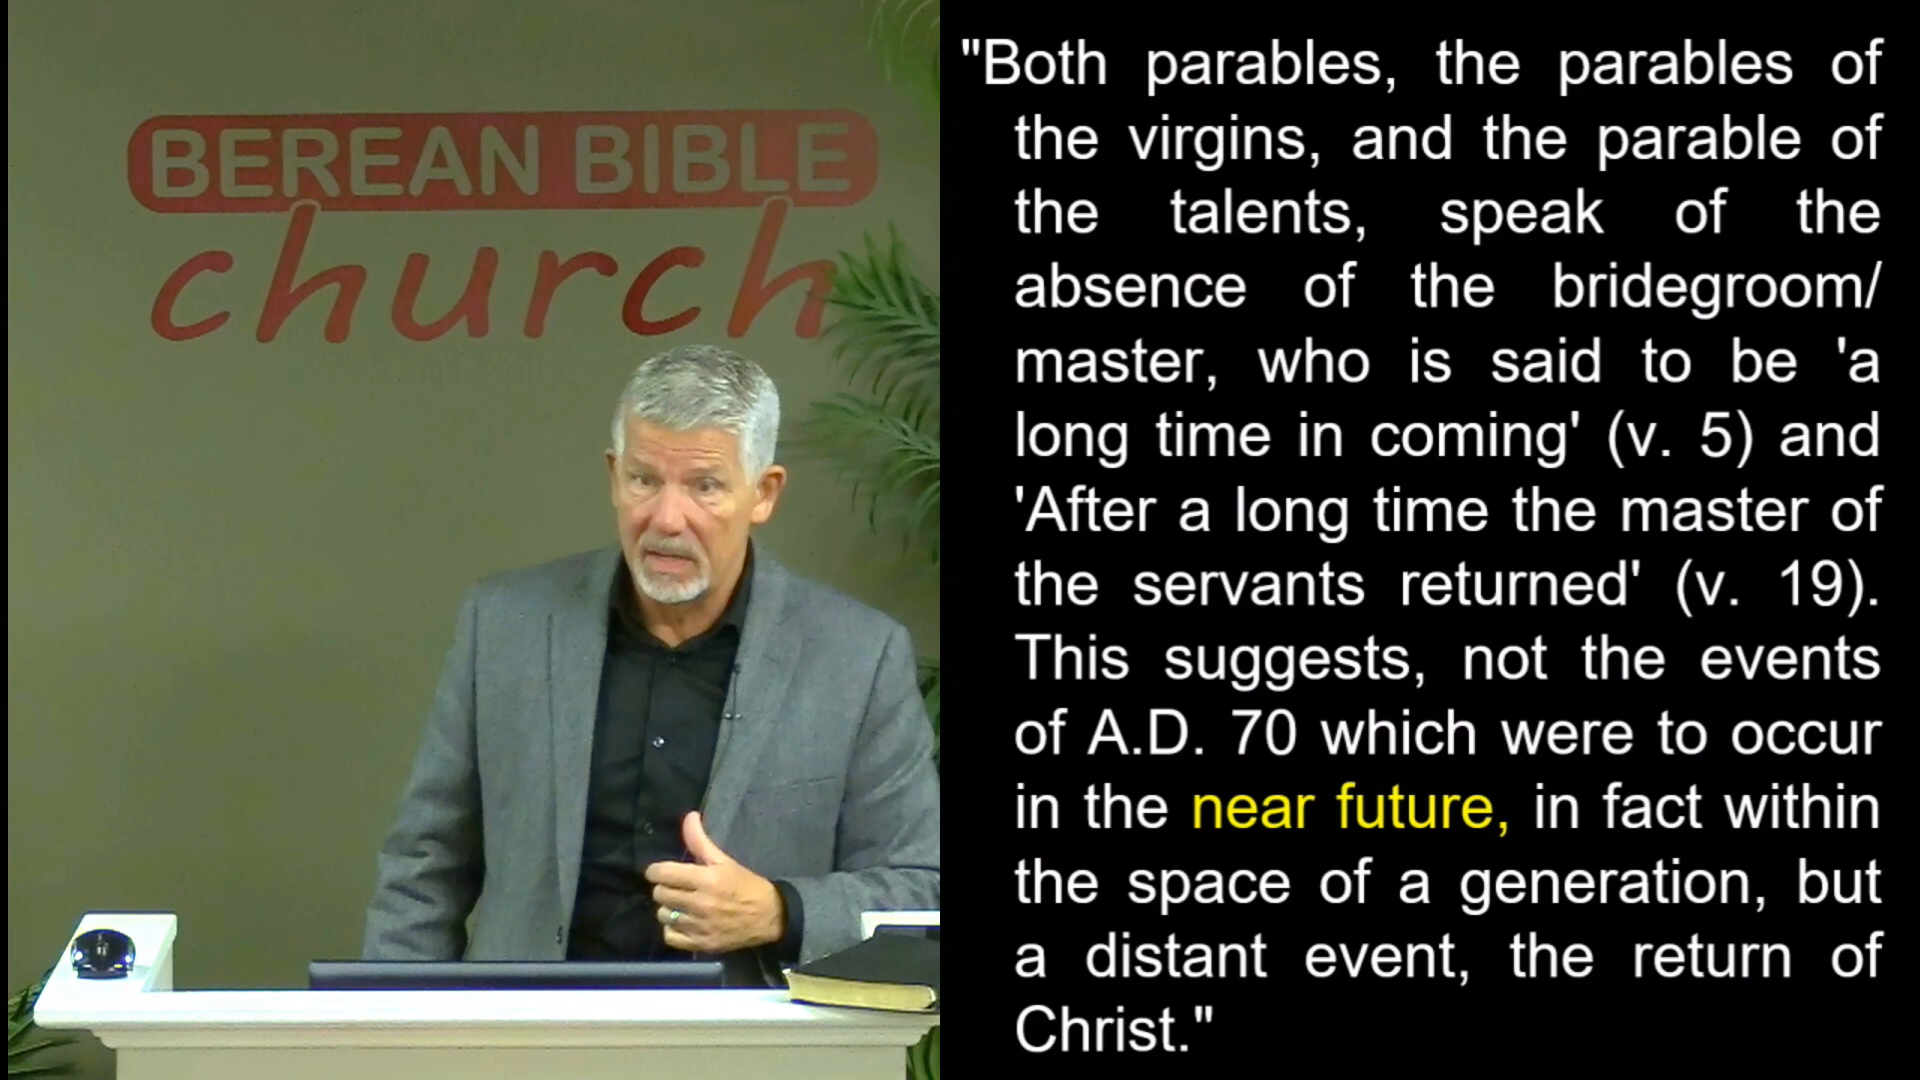 BEREAN BIBLE
church
"Both parables, the parables of
the virgins, and the parable of
the talents, speak of the
absence of the bridegroom/
master, who is said to be 'a
long time in coming' (v. 5) and
'After a long time the master of
the servants returned' (v. 19).
This suggests, not the events
of A.D. 70 which were to occur
in the near future, in fact within
the space of a generation, but
a distant event, the return of
Christ."